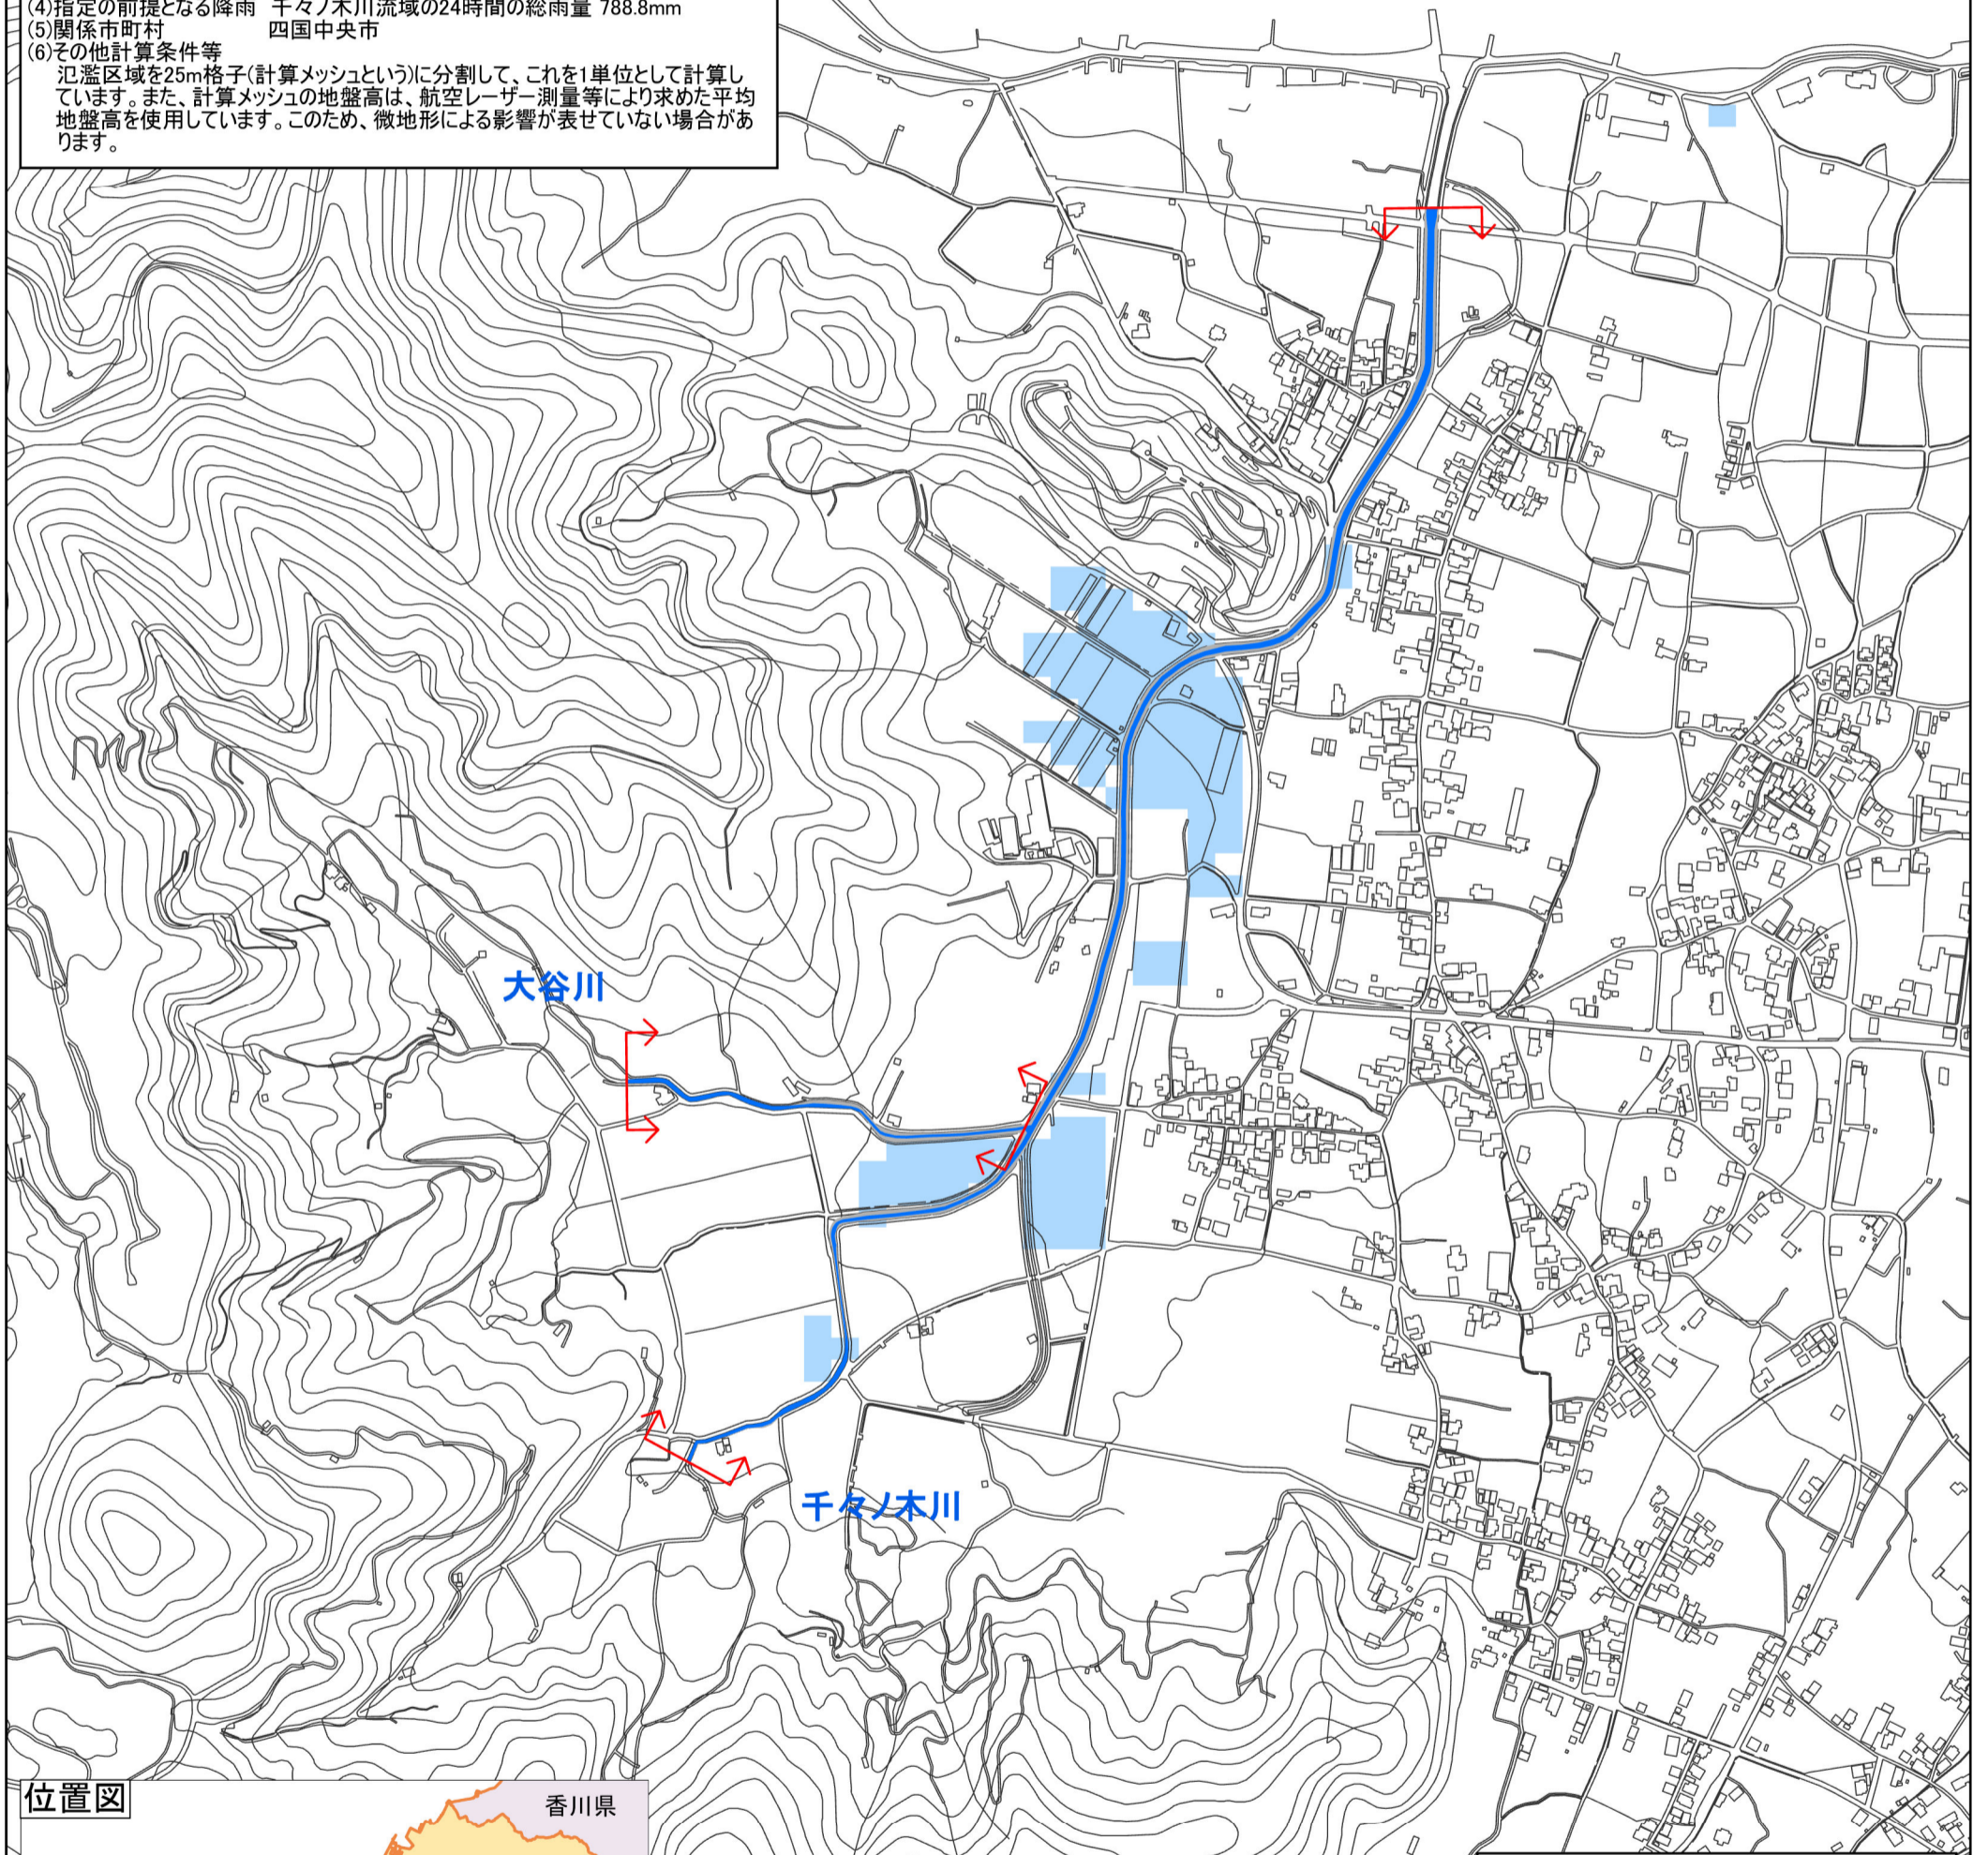 (4)指定の前提となる降雨 千々ノ木川流域の24時間の総雨量 788.8mm
(5)関係市町村 四国中央市
(6)その他計算条件等
氾濫区域を25m格子(計算メッシュという)に分割して、これを1単位として計算し
ています。また、計算メッシュの地盤高は、航空レーザー測量等により求めた平均
地盤高を使用しています。このため、微地形による影響が表せていない場合があ
ります。
大谷川
千々ノ木川
位置図
香川県